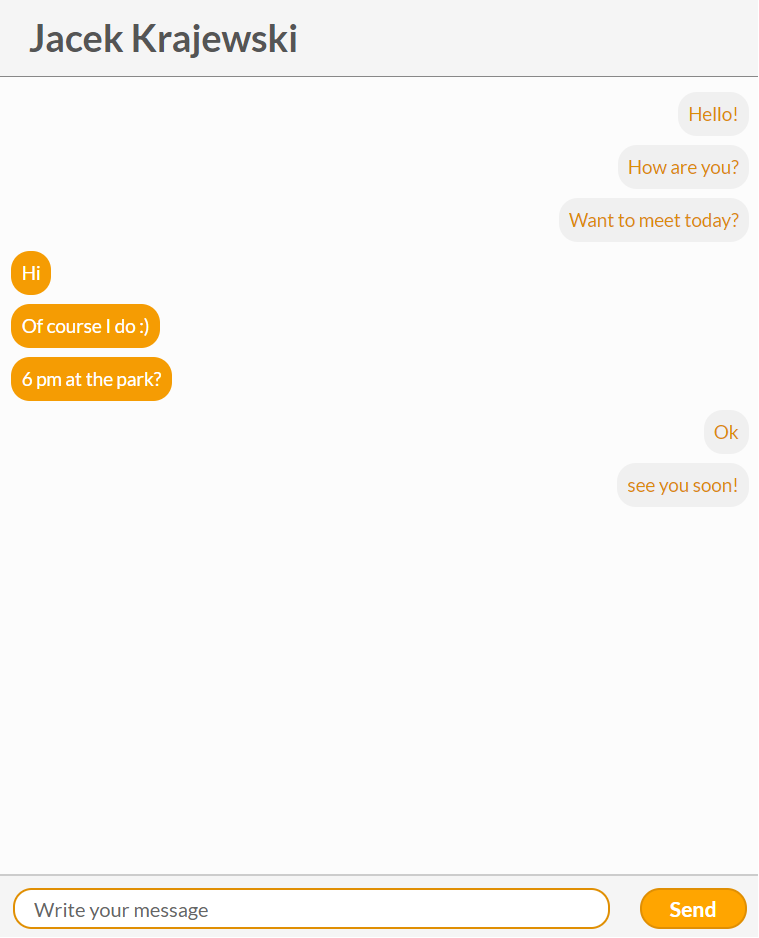 Jacek Krajewski
Hello!
How are you?
Want to meet today?
Hi
Of course I do :)
6 pm at the park?
Ok
see you soon!
Write your message
Send